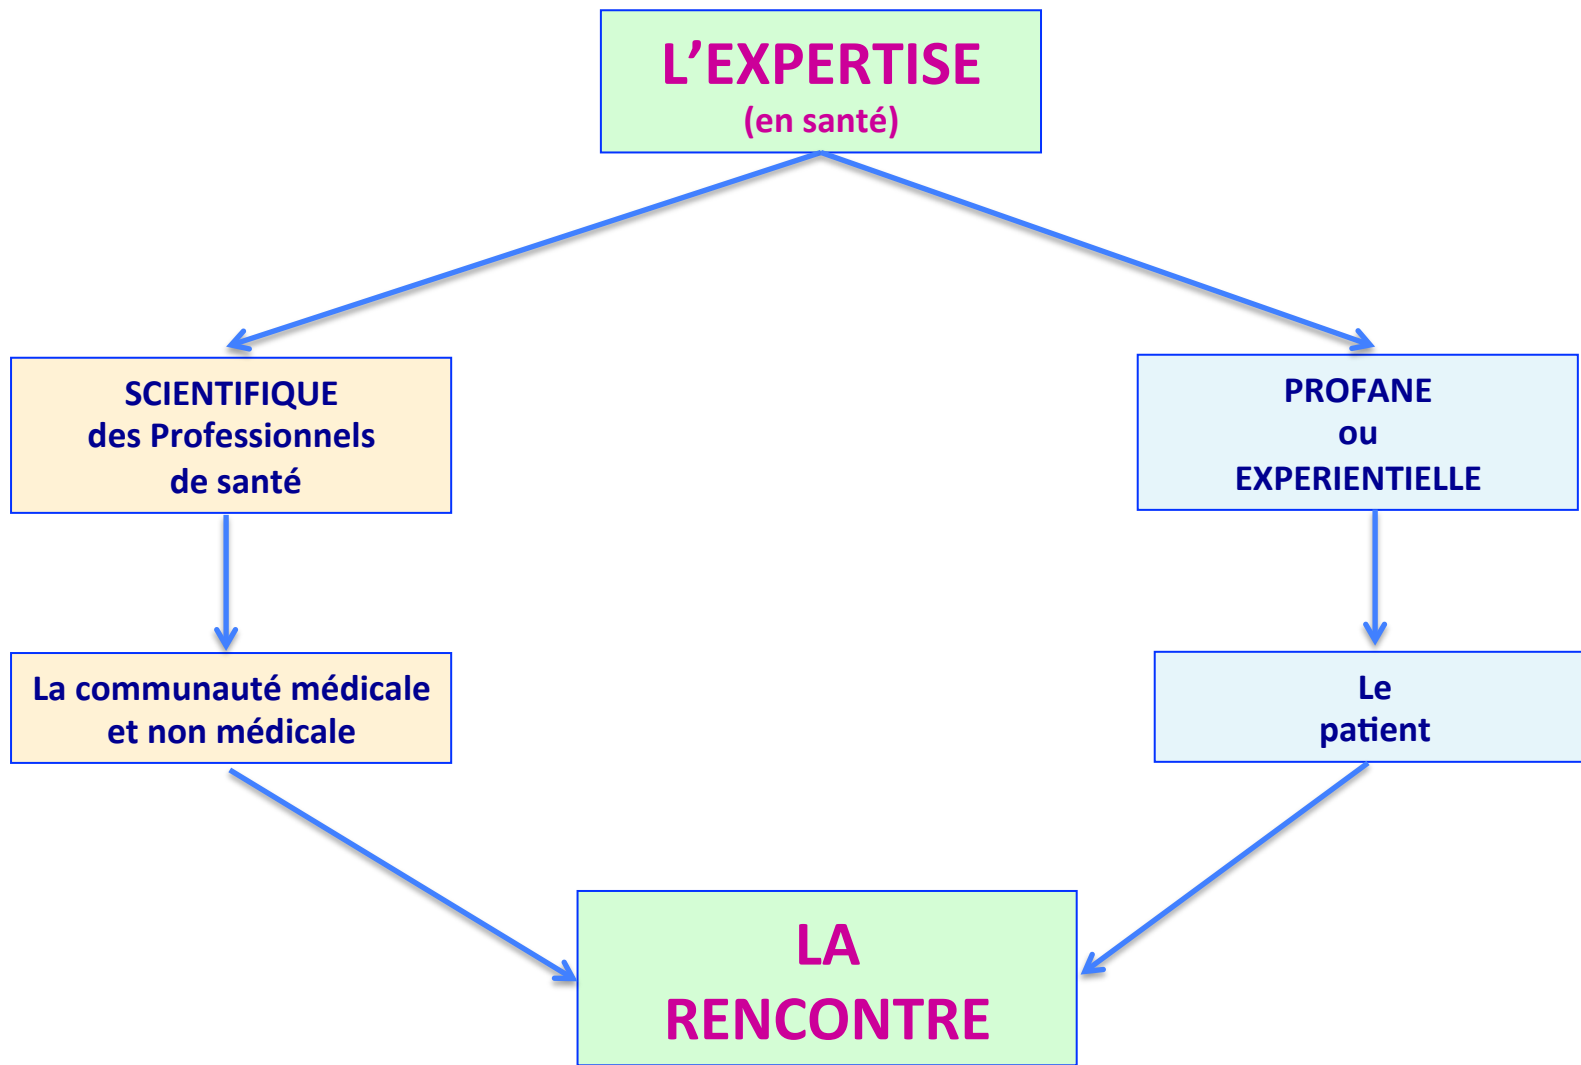 L’EXPERTISE
(en santé)
SCIENTIFIQUE
des Professionnels
de santé
PROFANE
ou
EXPERIENTIELLE
La communauté médicale
et non médicale
Le
patient
LA
RENCONTRE